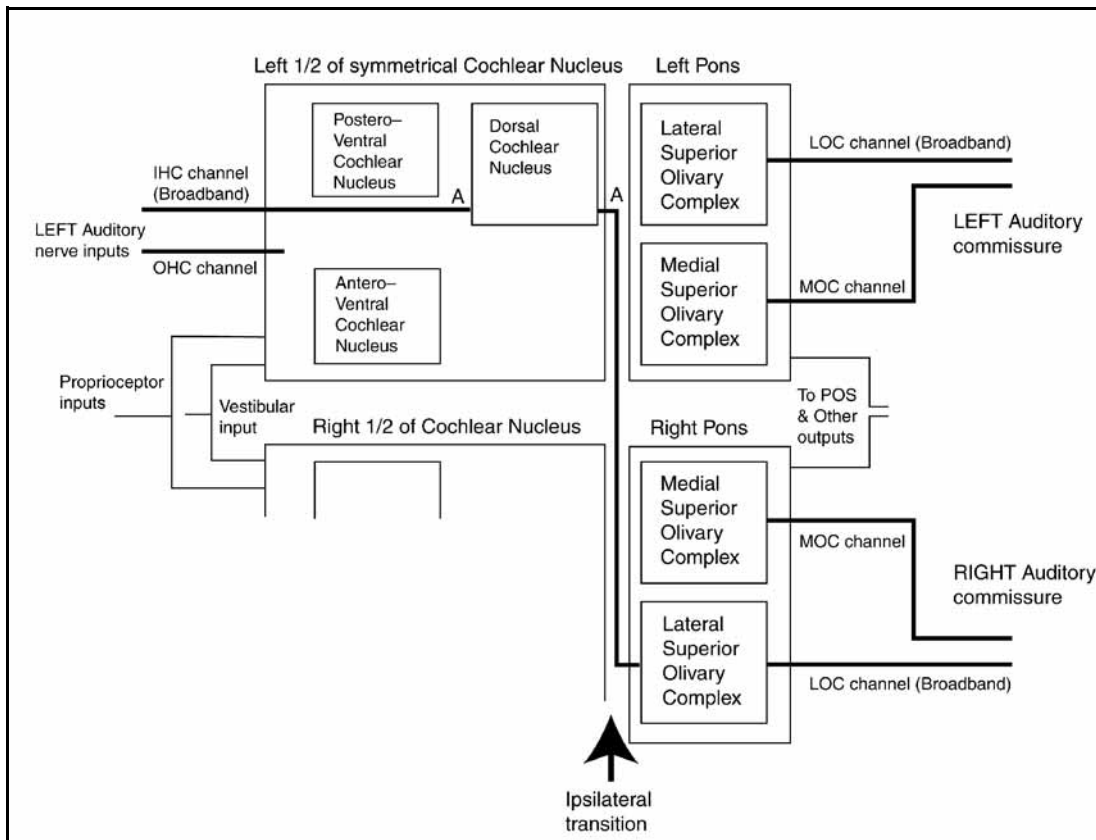 Left 1/2 of symmetrical Cochlear Nucleus
Left Pons
Postero–
Ventral
Cochlear
Nucleus
Dorsal
Cochlear
Nucleus
Lateral
Superior
Olivary
Complex
LOC channel (Broadband)
IHC channel
(Broadband)
A
A
LEFT Auditory
nerve inputs
OHC channel
LEFT Auditory
commissure
Antero–
Ventral
Cochlear
Nucleus
Medial
Superior
Olivary
Complex
MOC channel
Proprioceptor
inputs
Vestibular
input
To POS
& Other
outputs
Right 1/2 of Cochlear Nucleus
Right Pons
Medial
Superior
Olivary
Complex
MOC channel
RIGHT Auditory
commissure
Lateral
Superior
Olivary
Complex
LOC channel (Broadband)
Ipsilateral
transition